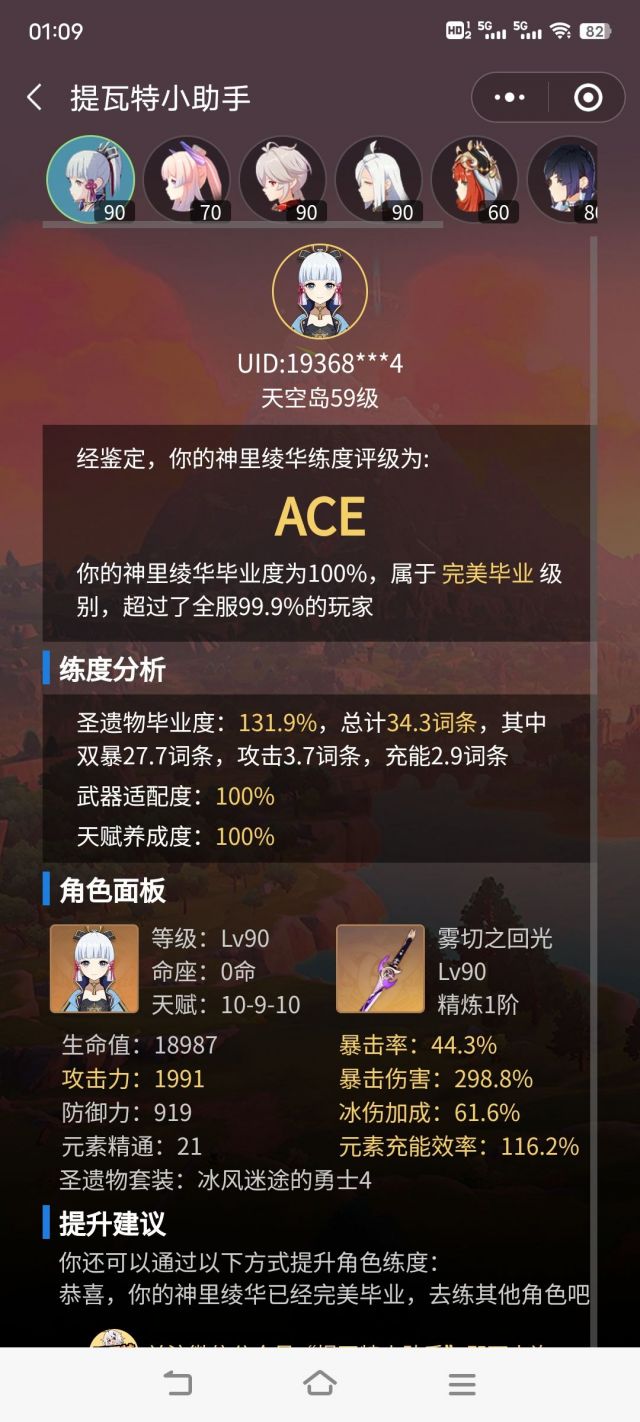 01:09
HD 1 2 5G 5G 82
提瓦特小助手
90 70 90 90 60
UID:19368***4
天空岛59级
经鉴定，你的神里绫华练度评级为:
ACE
你的神里绫华毕业度为100%，属于 完美毕业 级
别，超过了全服99.9%的玩家
练度分析
圣遗物毕业度：131.9%，总计34.3词条，其中
双暴27.7词条，攻击3.7词条，充能2.9词条
武器适配度：100%
天赋养成度：100%
角色面板
等级：Lv90
命座：0命
天赋：10-9-10
雾切之回光
Lv90
精炼1阶
生命值：18987
暴击率：44.3%
攻击力：1991
暴击伤害：298.8%
防御力：919
冰伤加成：61.6%
元素精通：21
元素充能效率：116.2%
圣遗物套装：冰风迷途的勇士4
提升建议
你还可以通过以下方式提升角色练度：
恭喜，你的神里绫华已经完美毕业，去练其他角色吧